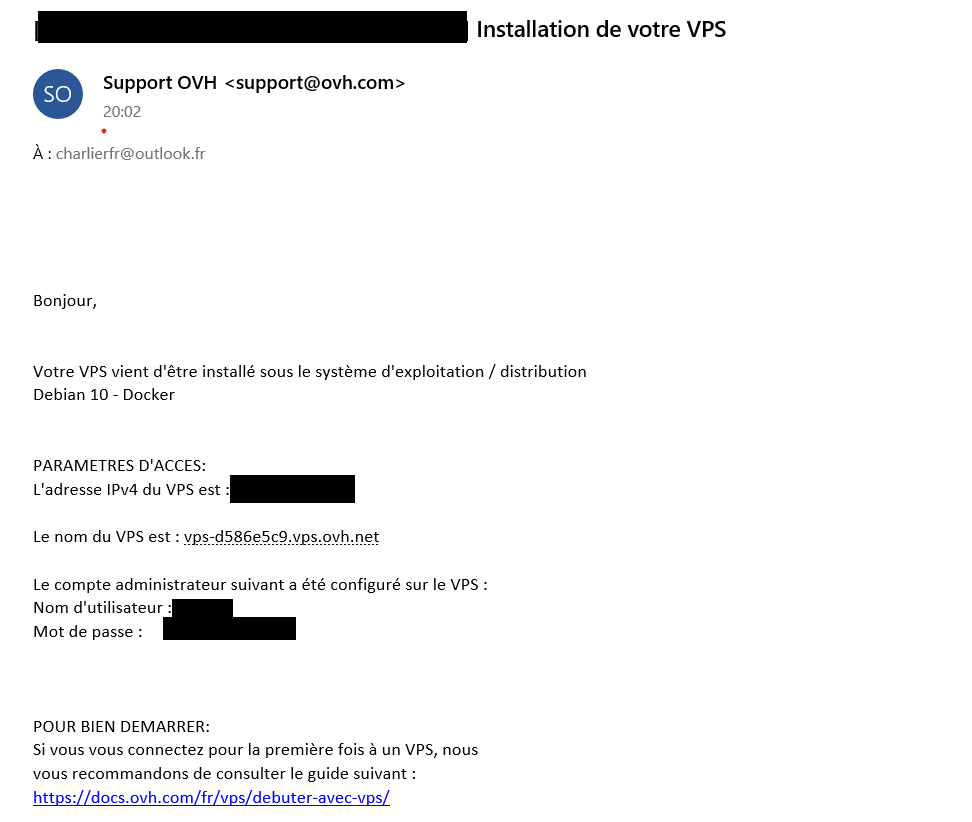 Installation de votre VPS
SO
Support OVH <support@ovh.com>
20:02
À : charlierfr@outlook.fr
Bonjour,
Votre VPS vient d'être installé sous le système d'exploitation / distribution
Debian 10 - Docker
PARAMETRES D'ACCES:
L'adresse IPv4 du VPS est :
Le nom du VPS est : vps-d586e5c9.vps.ovh.net
Le compte administrateur suivant a été configuré sur le VPS :
Nom d'utilisateur :
Mot de passe :
POUR BIEN DEMARRER:
Si vous vous connectez pour la première fois à un VPS, nous
vous recommandons de consulter le guide suivant :
https://docs.ovh.com/fr/vps/debuter-avec-vps/